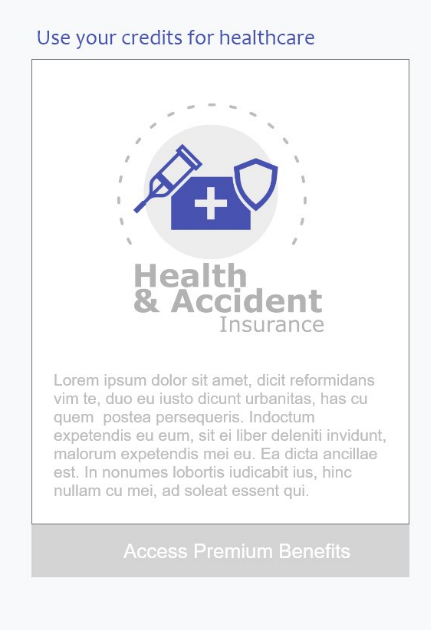 Use your credits for healthcare
Health
& Accident
Insurance
Lorem ipsum dolor sit amet, dicit reformidans
vim te, duo eu iusto dicunt urbanitas, has cu
quem postea persequeris. Indoctum
expetendis eu eum, sit ei liber deleniti invidunt,
malorum expetendis mei eu. Ea dicta ancillae
est. In nonumes lobortis iudicabit ius, hinc
nullam cu mei, ad soleat essent qui.
Access Premium Benefits